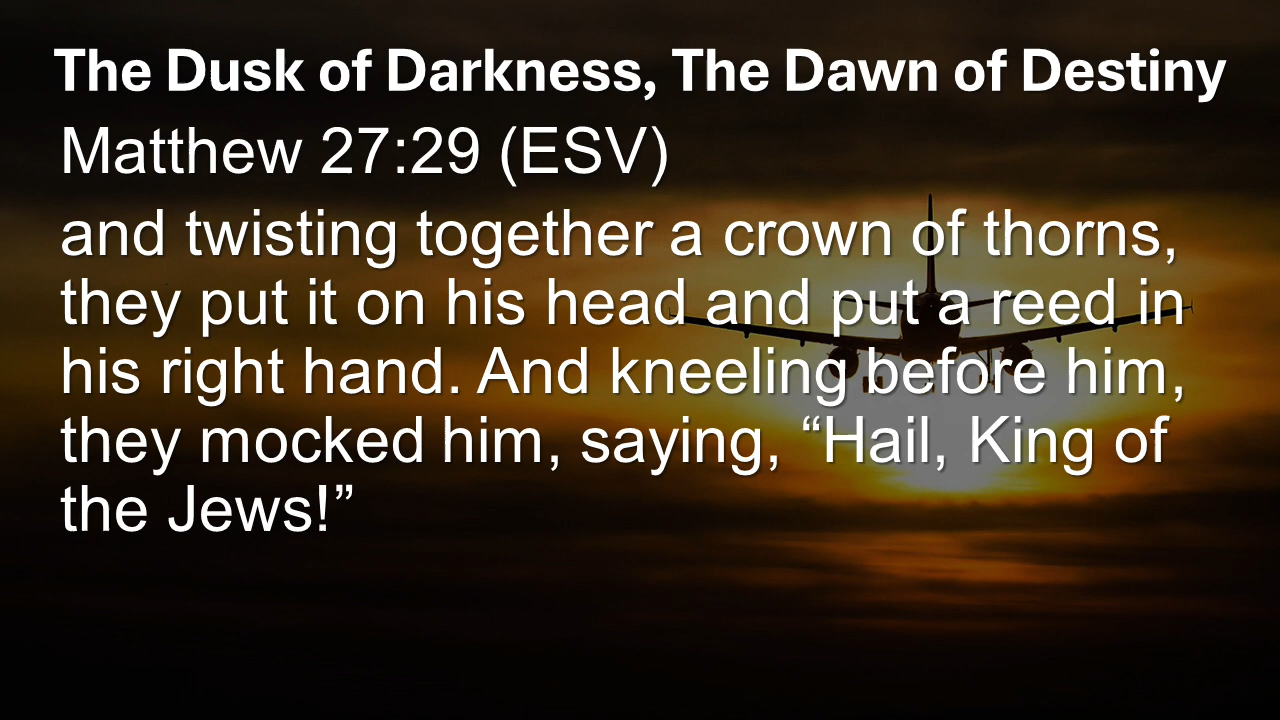 The Dusk of Darkness, The Dawn of Destiny
Matthew 27:29 (ESV)
and twisting together a crown of thorns,
they put it on his head and put a reed in
his right hand. And kneeling before him,
they mocked him, saying, “Hail, King of
the Jews!”